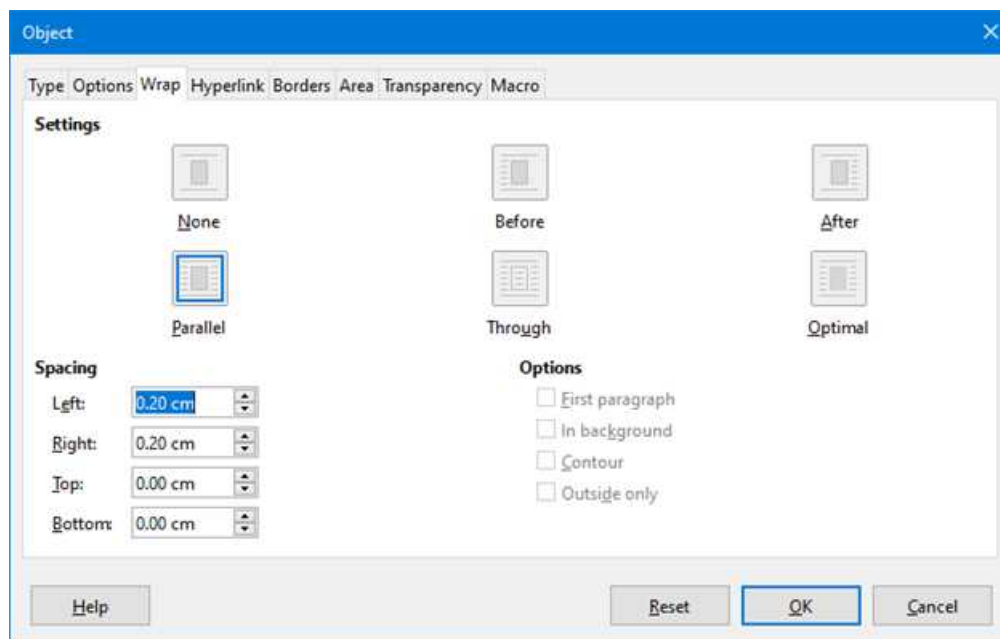 Object
Type Options Wrap Hyperlink Borders Area Transparency Macro
Settings
None Before After
Parallel Through Optimal
Spacing Options
Left: 0.20 cm First paragraph
Right: 0.20 cm In background
Top: 0.00 cm Contour
Bottom: 0.00 cm Outside only
Help Reset OK Cancel